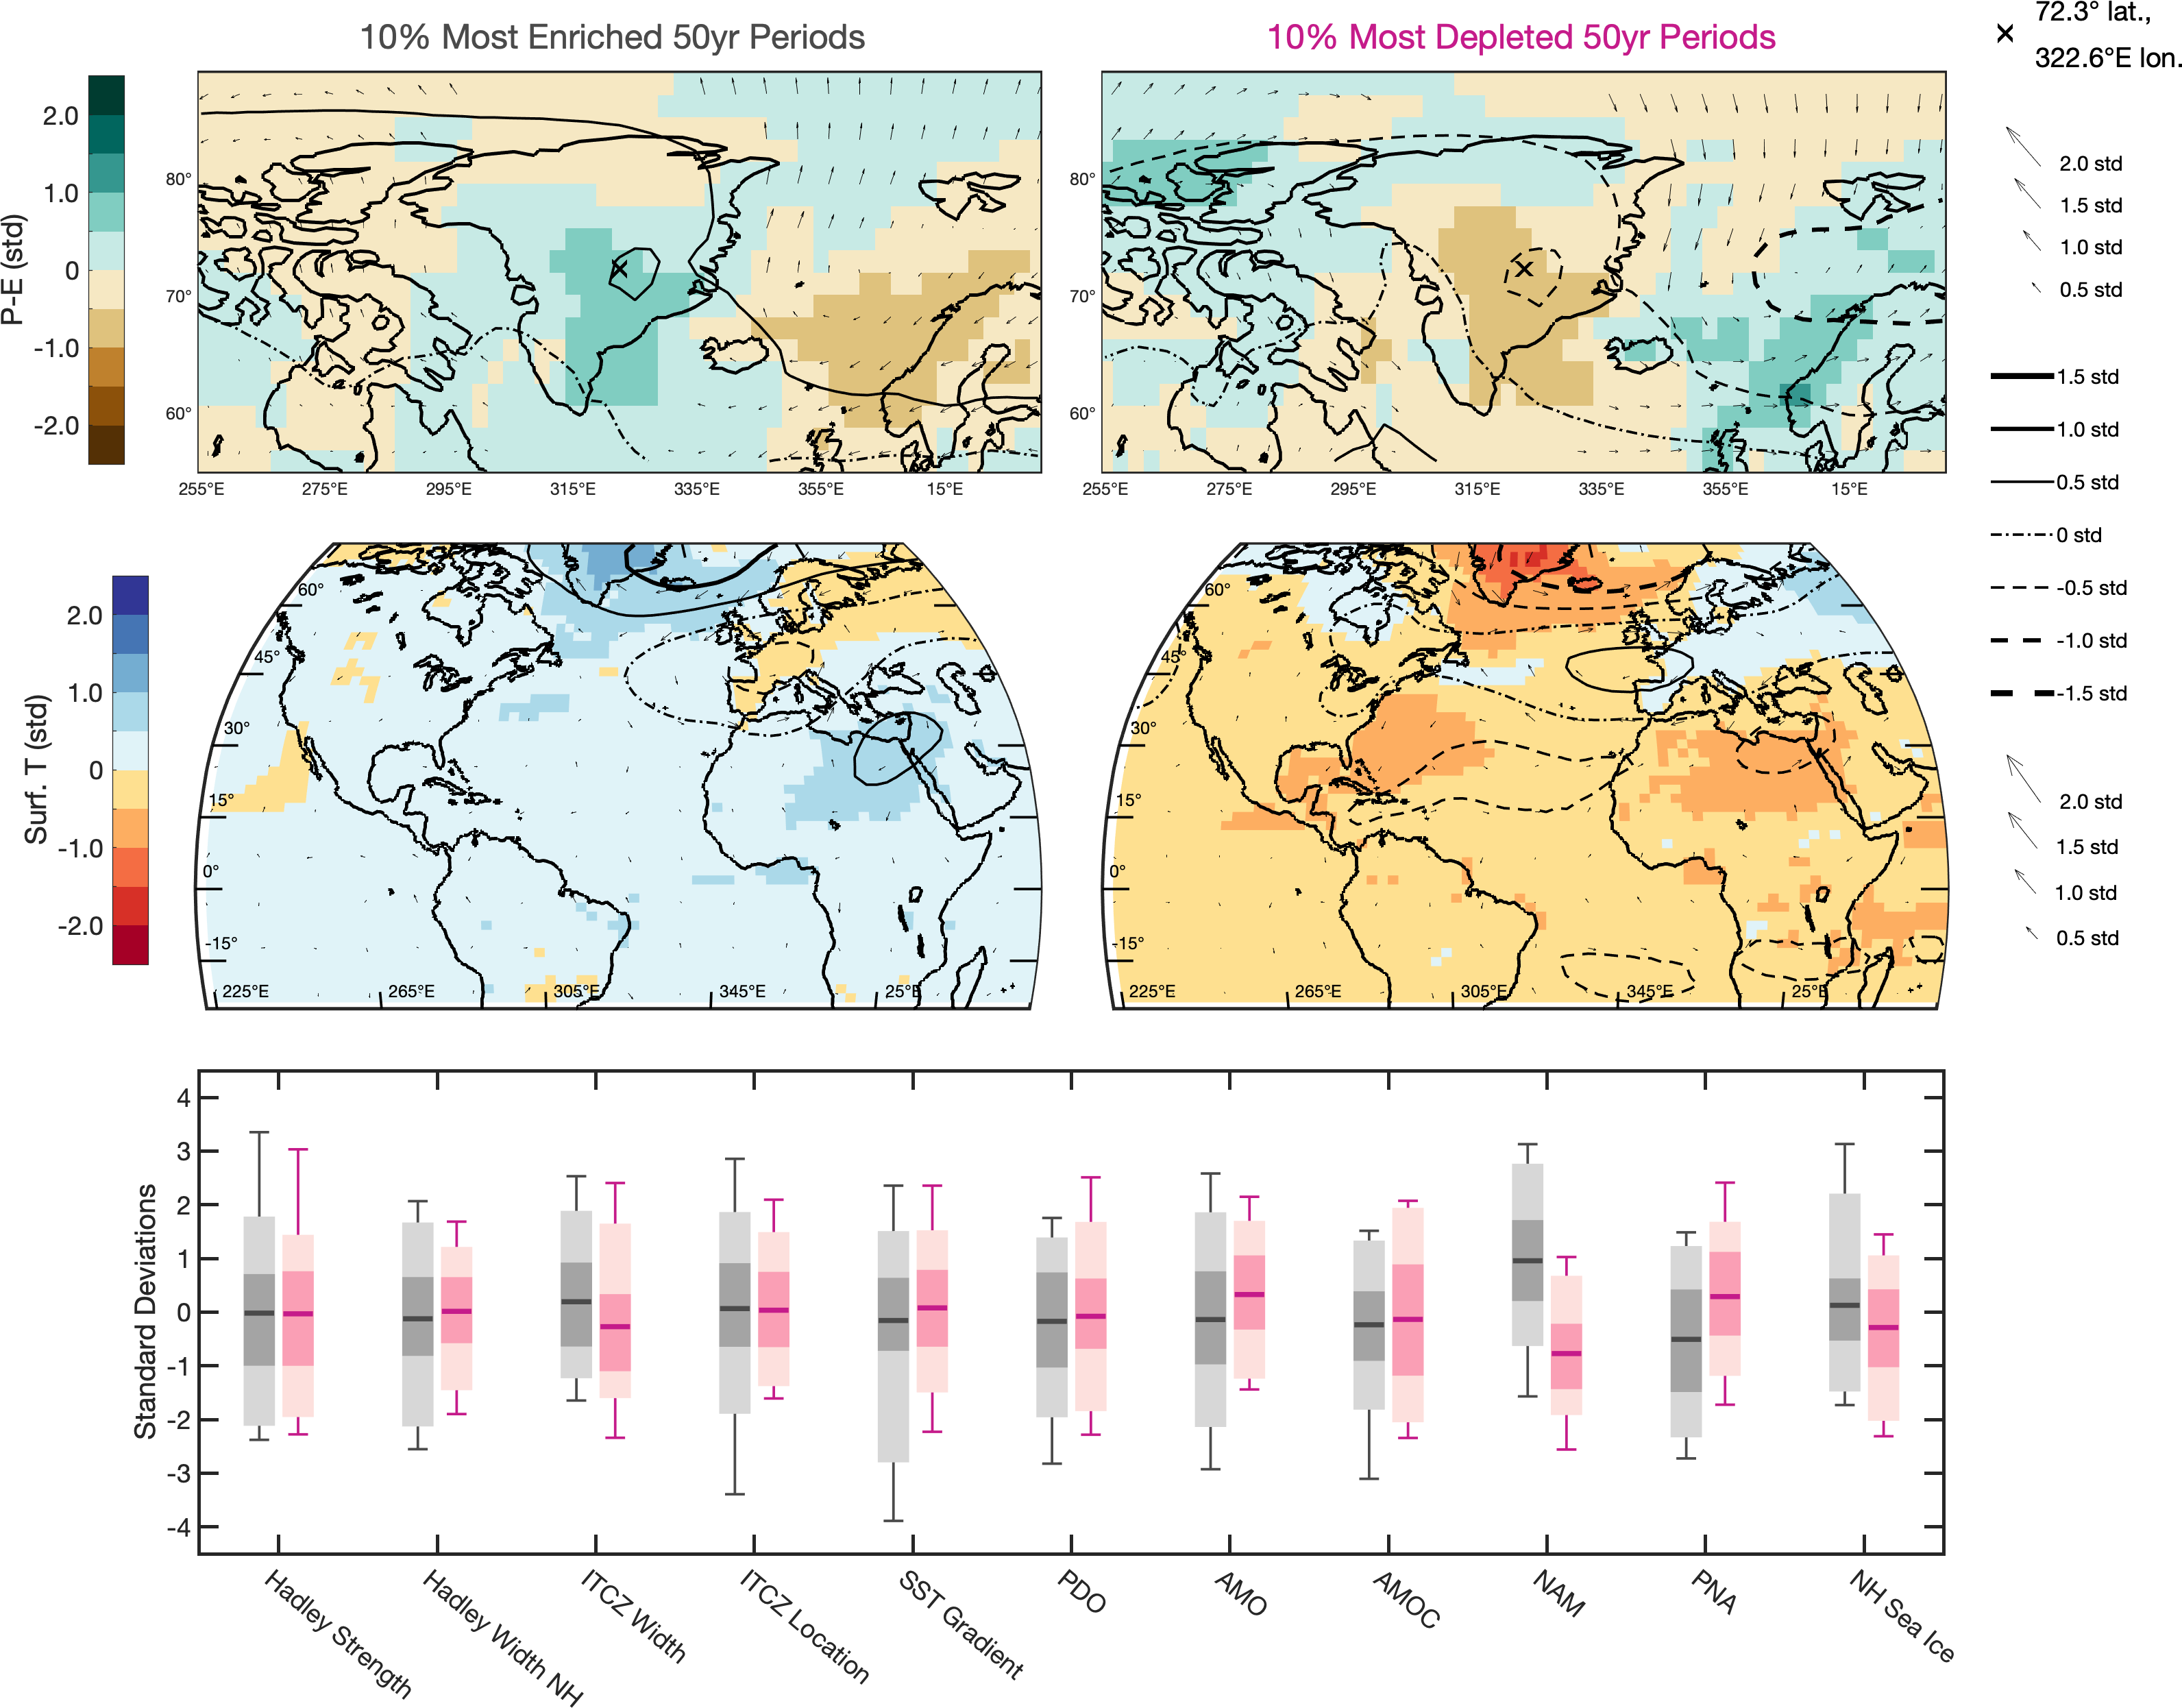 10% Most Enriched 50yr Periods
10% Most Depleted 50yr Periods
72.3° lat.,
322.6°E lon.
P-E (std)
2.0
1.0
0
-1.0
-2.0
80°
70°
60°
255°E 275°E 295°E 315°E 335°E 355°E 15°E
80°
70°
60°
255°E 275°E 295°E 315°E 335°E 355°E 15°E
2.0 std
1.5 std
1.0 std
0.5 std
1.5 std
1.0 std
0.5 std
0 std
-0.5 std
-1.0 std
-1.5 std
Surf. T (std)
2.0
1.0
0
-1.0
-2.0
60°
45°
30°
15°
0°
-15°
225°E 265°E 305°E 345°E 25°E
60°
45°
30°
15°
0°
-15°
225°E 265°E 305°E 345°E 25°E
2.0 std
1.5 std
1.0 std
0.5 std
Standard Deviations
4
3
2
1
0
-1
-2
-3
-4
Hadley Strength
Hadley Width NH
ITCZ Width
ITCZ Location
SST Gradient
PDO
AMO
AMOC
NAM
PNA
NH Sea Ice